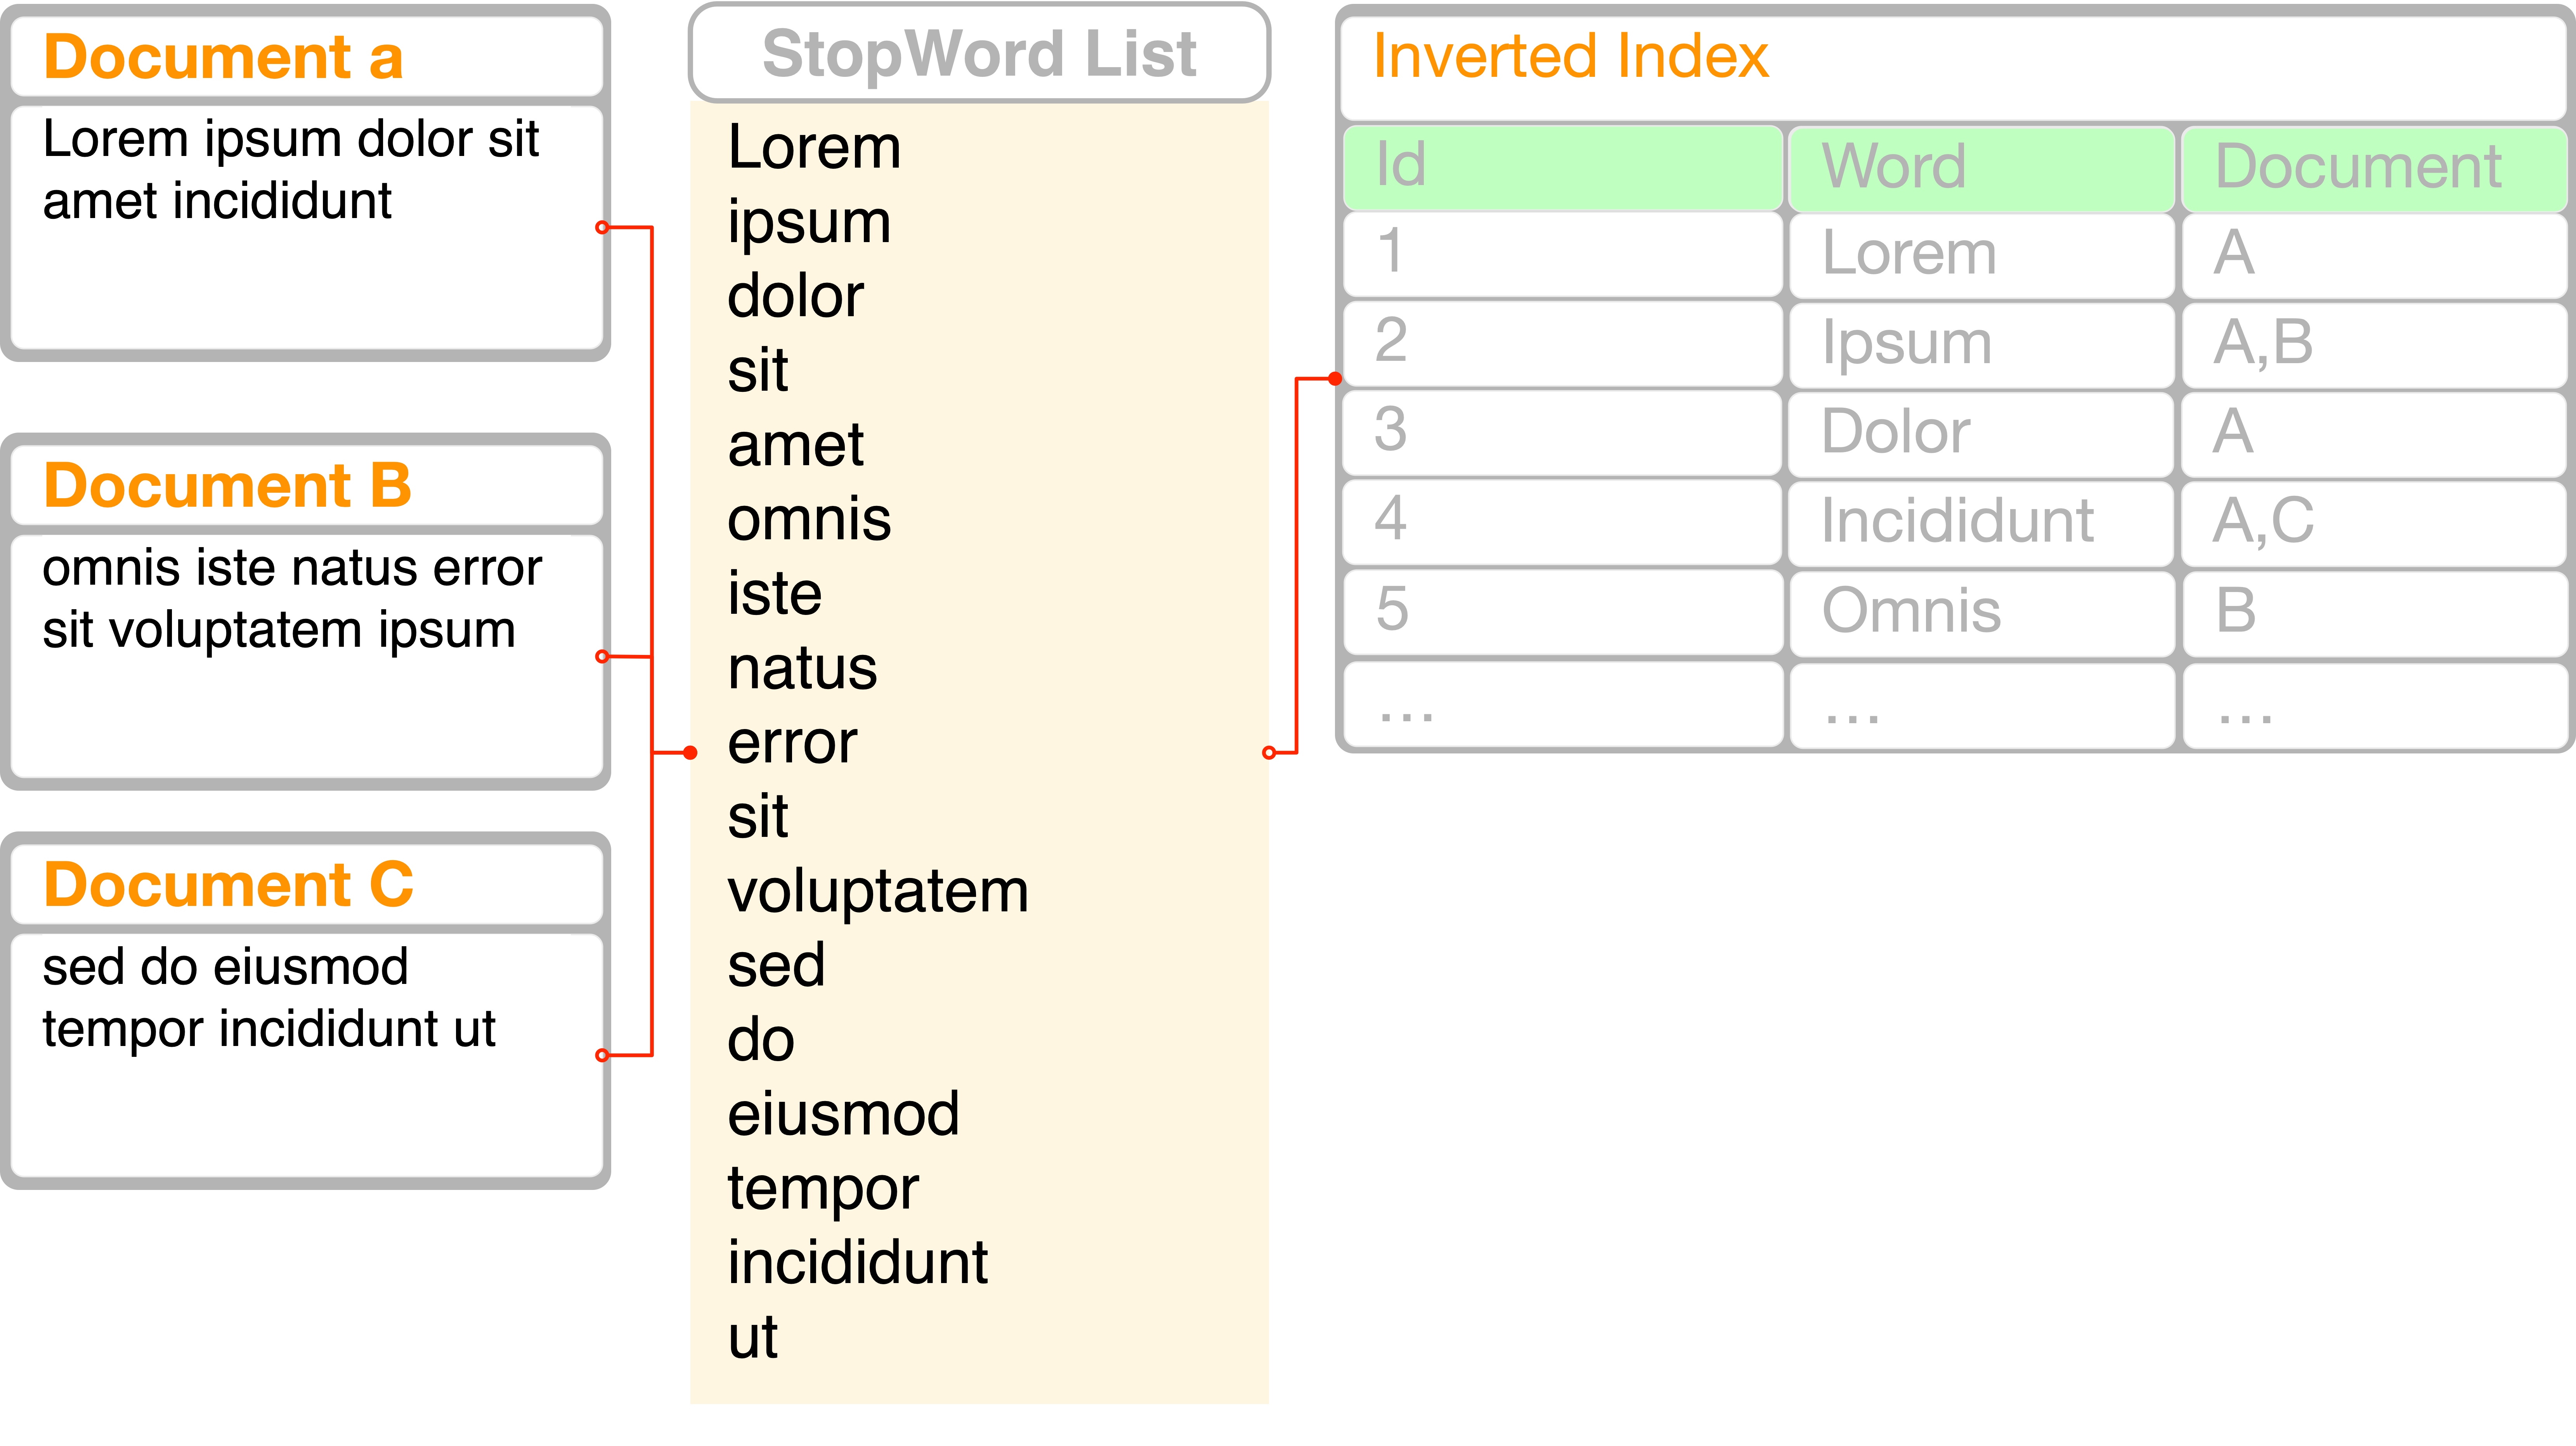 Document a
Lorem ipsum dolor sit
amet incididunt
Document B
omnis iste natus error
sit voluptatem ipsum
Document C
sed do eiusmod
tempor incididunt ut
StopWord List
Lorem
ipsum
dolor
sit
amet
omnis
iste
natus
error
sit
voluptatem
sed
do
eiusmod
tempor
incididunt
ut
Inverted Index
Id Word Document
1 Lorem A
2 Ipsum A,B
3 Dolor A
4 Incididunt A,C
5 Omnis B
... ... ...